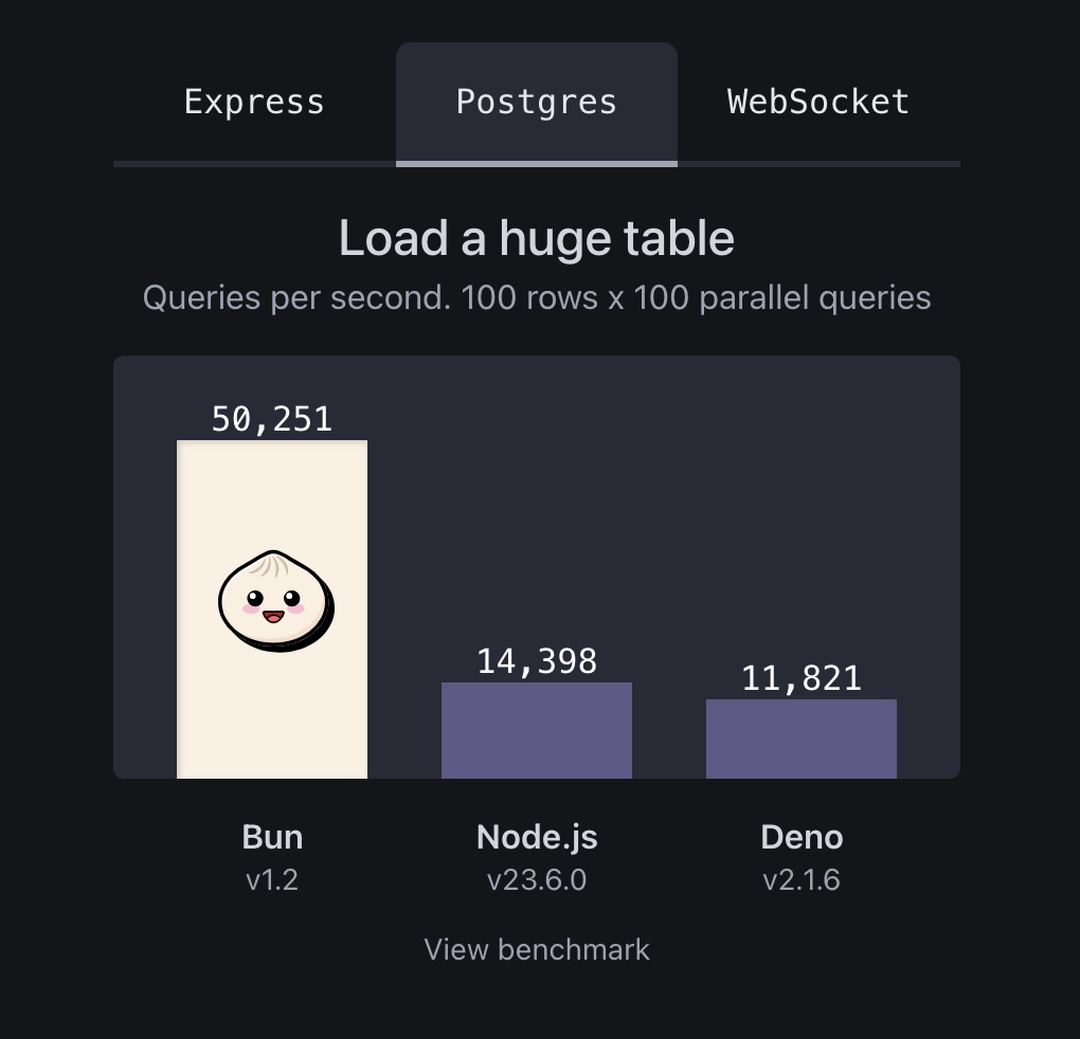 Express Postgres WebSocket
Load a huge table
Queries per second. 100 rows x 100 parallel queries
50,251
14,398
11,821
Bun Node.js Deno
v1.2 v23.6.0 v2.1.6
View benchmark